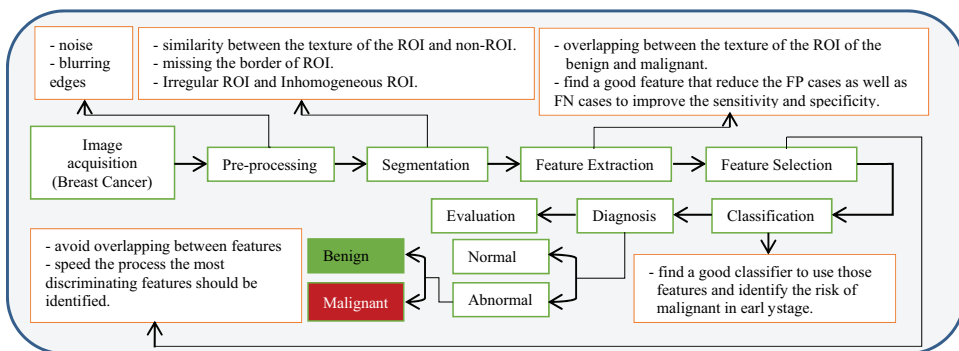 - noise
- blurring
edges
- similarity between the texture of the ROI and non-ROI.
- missing the border of ROI.
- Irregular ROI and Inhomogeneous ROI.
- overlapping between the texture of the ROI of the
benign and malignant.
- find a good feature that reduce the FP cases as well as
FN cases to improve the sensitivity and specificity.
Image
acquisition
(Breast Cancer)
Pre-processing
Segmentation
Feature Extraction
Feature Selection
Evaluation
Diagnosis
Classification
- avoid overlapping between features
- speed the process the most
discriminating features should be
identified.
Benign
Normal
Malignant
Abnormal
- find a good classifier to use those
features and identify the risk of
malignant in earl ystage.